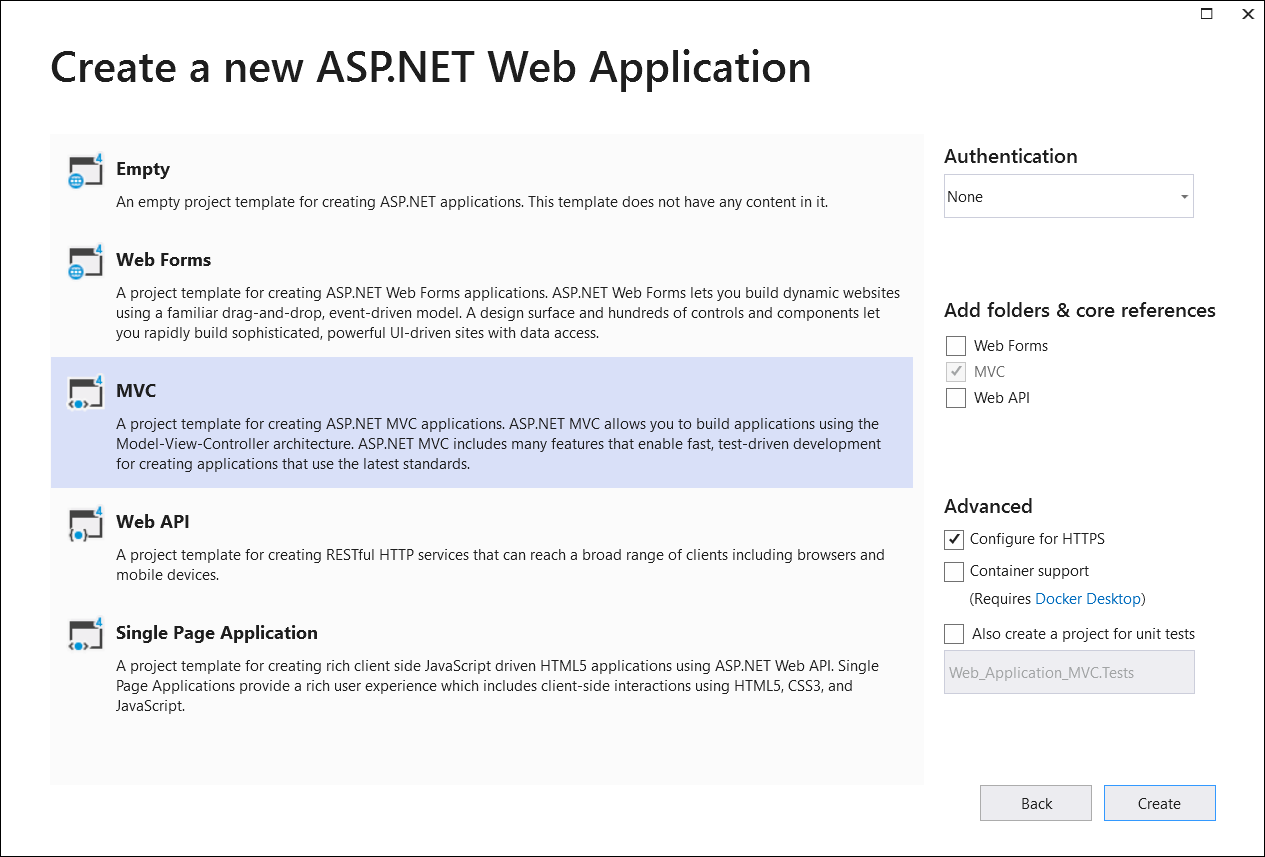 Create a new ASP.NET Web Application
4
Empty
An empty project template for creating ASP.NET applications. This template does not have any content in it.
4
Web Forms
A project template for creating ASP.NET Web Forms applications. ASP.NET Web Forms lets you build dynamic websites
using a familiar drag-and-drop, event-driven model. A design surface and hundreds of controls and components let
you rapidly build sophisticated, powerful UI-driven sites with data access.
4
MVC
A project template for creating ASP.NET MVC applications. ASP.NET MVC allows you to build applications using the
Model-View-Controller architecture. ASP.NET MVC includes many features that enable fast, test-driven development
for creating applications that use the latest standards.
4
Web API
A project template for creating RESTful HTTP services that can reach a broad range of clients including browsers and
mobile devices.
4
Single Page Application
A project template for creating rich client side JavaScript driven HTML5 applications using ASP.NET Web API. Single
Page Applications provide a rich user experience which includes client-side interactions using HTML5, CSS3, and
JavaScript.
Authentication
None
Add folders & core references
Web Forms
MVC
Web API
Advanced
Configure for HTTPS
Container support
(Requires Docker Desktop)
Also create a project for unit tests
Web_Application_MVC.Tests
Back
Create